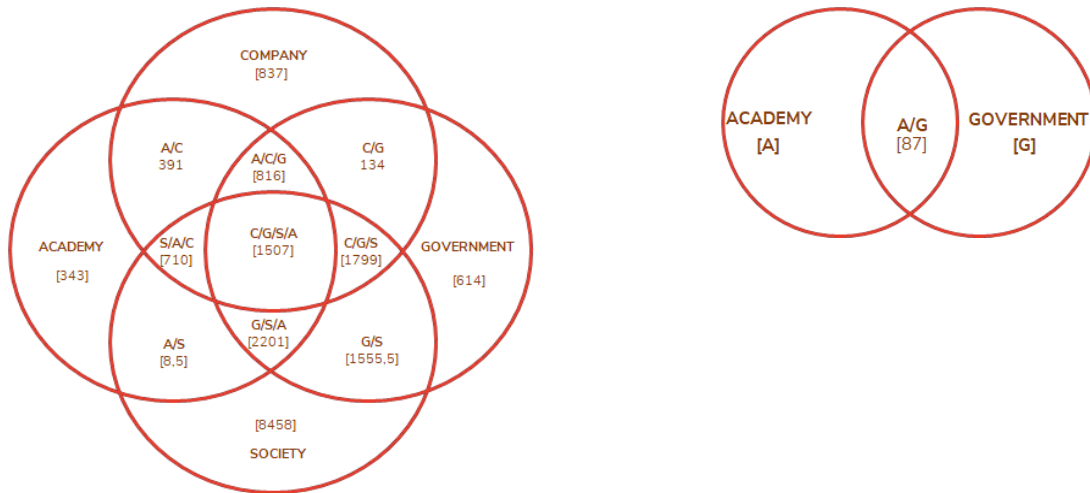 COMPANY
[837]
A/C
391
A/C/G
[816]
C/G
134
ACADEMY
[343]
S/A/C
[710]
C/G/S/A
[1507]
C/G/S
[1799]
GOVERNMENT
[614]
A/S
[8,5]
G/S/A
[2201]
G/S
[1555,5]
[8458]
SOCIETY
ACADEMY
[A]
A/G
[87]
GOVERNMENT
[G]